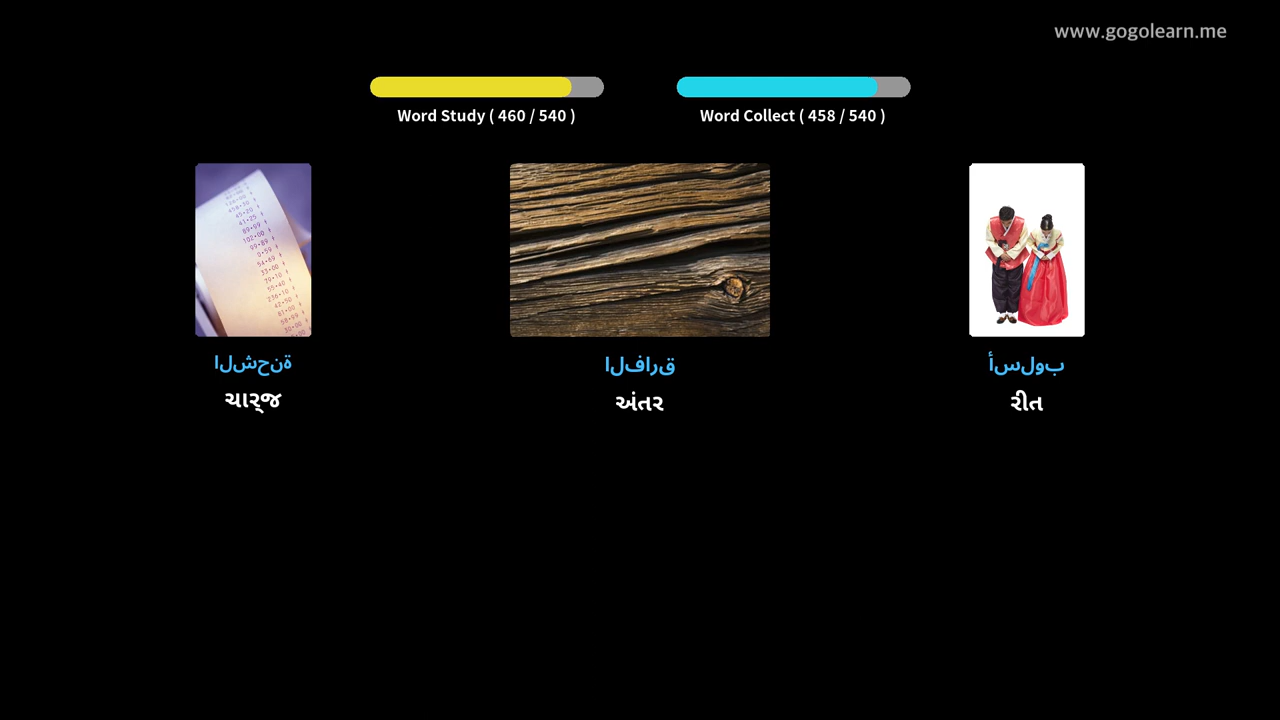 www.gogolearn.me
Word Study ( 460 / 540 )
Word Collect ( 458 / 540 )
الشحنة
ચાર્જ
الفارق
અંતર
أسلوب
રીત